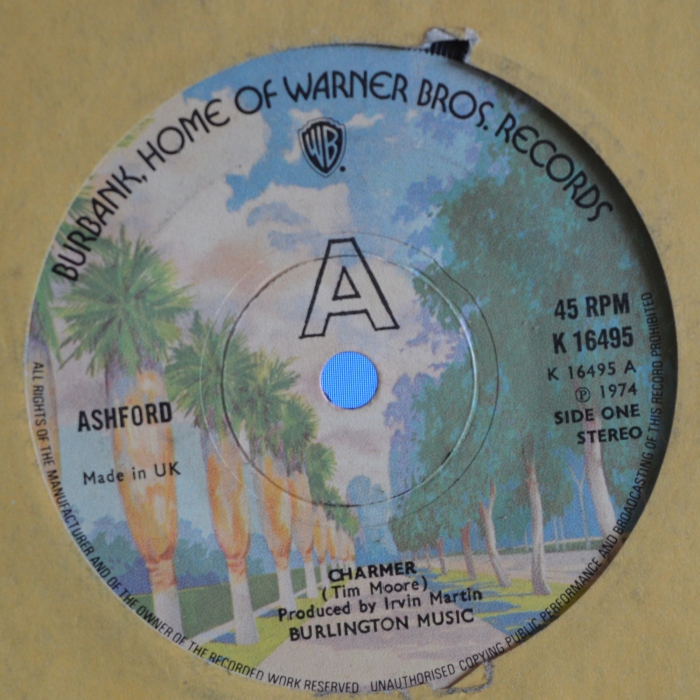 BURBANK, HOME OF WARNER BROS. RECORDS
WB
A
45 RPM
K 16495
K 16495 A
℗ 1974
SIDE ONE
STEREO
ASHFORD
Made in UK
CHARMER
(Tim Moore)
Produced by Irvin Martin
BURLINGTON MUSIC
ALL RIGHTS OF THE MANUFACTURER AND OF THE OWNER OF THE RECORDED WORK RESERVED · UNAUTHORISED COPYING PUBLIC PERFORMANCE AND BROADCASTING OF THIS RECORD PROHIBITED